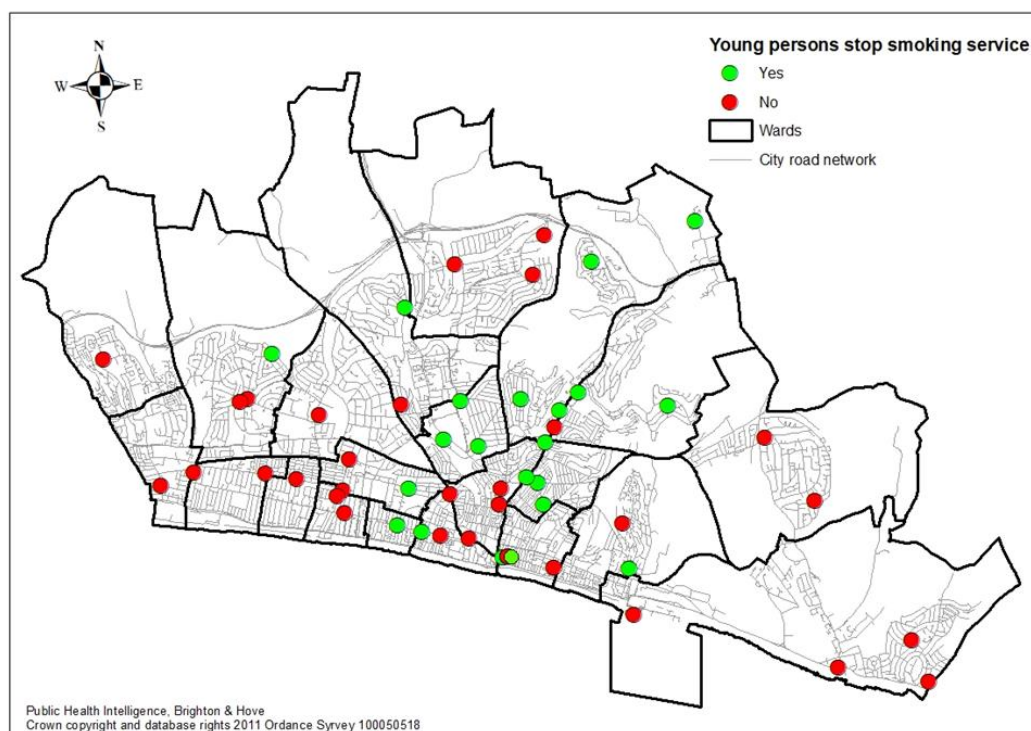 Young persons stop smoking service
Yes
No
Wards
City road network
N
W E
S
Public Health Intelligence, Brighton & Hove
Crown copyright and database rights 2011 Ordance Syrvey 100050518